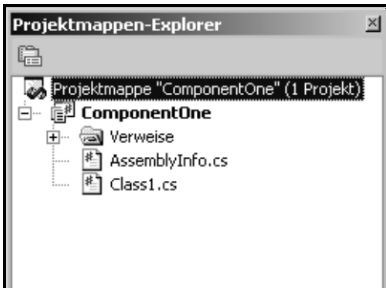 Projektmappen-Explorer
Projektmappe "ComponentOne" (1 Projekt)
ComponentOne
Verweise
AssemblyInfo.cs
Class1.cs